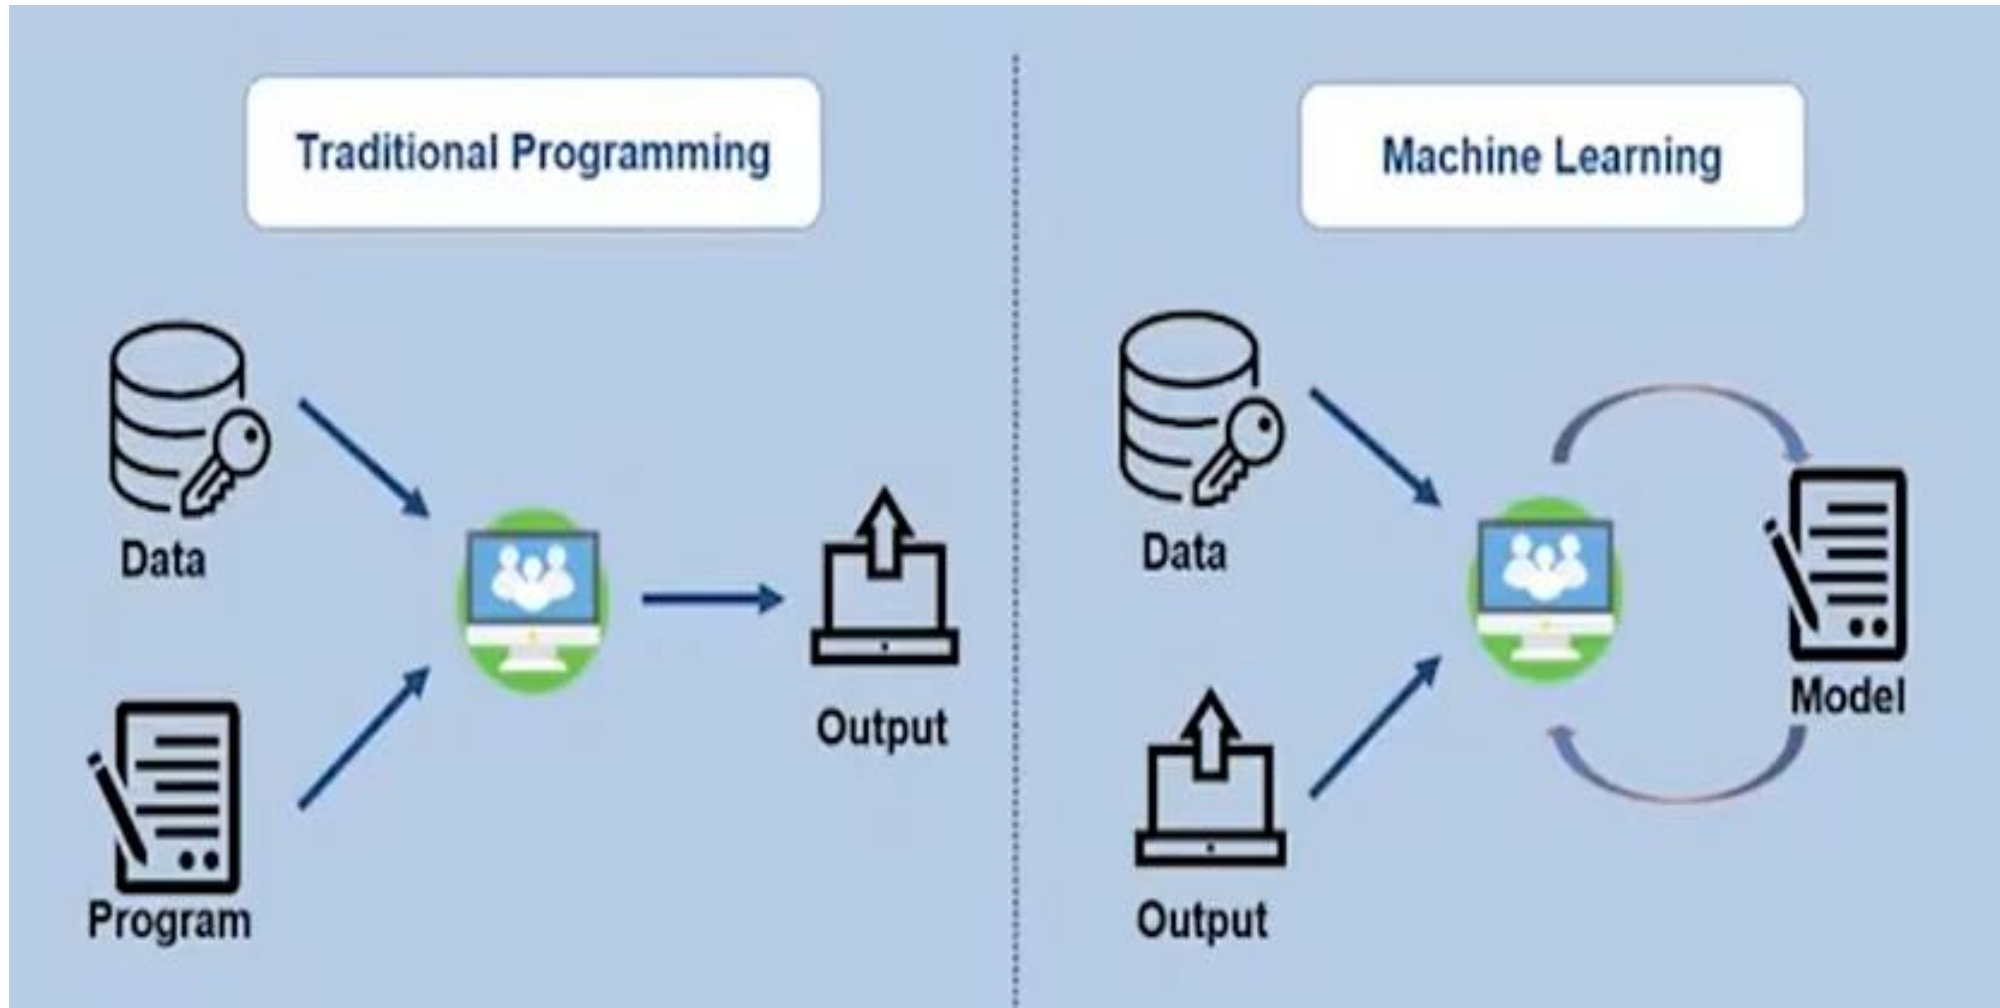 Traditional Programming
Data
Program
Output
Machine Learning
Data
Output
Model